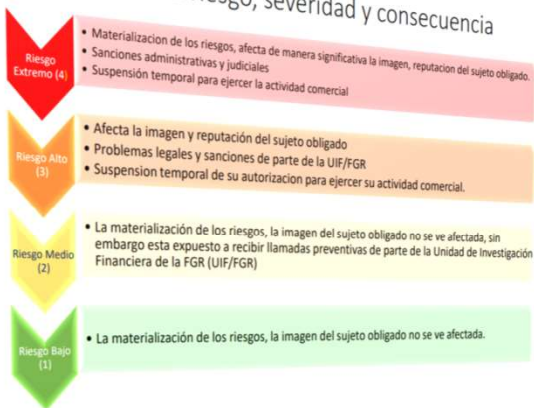 riesgo, severidad y consecuencia
Riesgo
Extremo (4)
• Materializacion de los riesgos, afecta de manera significativa la imagen, reputacion del sujeto obligado.
• Sanciones administrativas y judiciales
• Suspensión temporal para ejercer la actividad comercial
Riesgo Alto
(3)
• Afecta la imagen y reputación del sujeto obligado
• Problemas legales y sanciones de parte de la UIF/FGR
• Suspension temporal de su autorizacion para ejercer su actividad comercial.
Riesgo Medio
(2)
• La materialización de los riesgos, la imagen del sujeto obligado no se ve afectada, sin
embargo esta expuesto a recibir llamadas preventivas de parte de la Unidad de Investigación
Financiera de la FGR (UIF/FGR)
Riesgo Bajo
(1)
• La materialización de los riesgos, la imagen del sujeto obligado no se ve afectada.